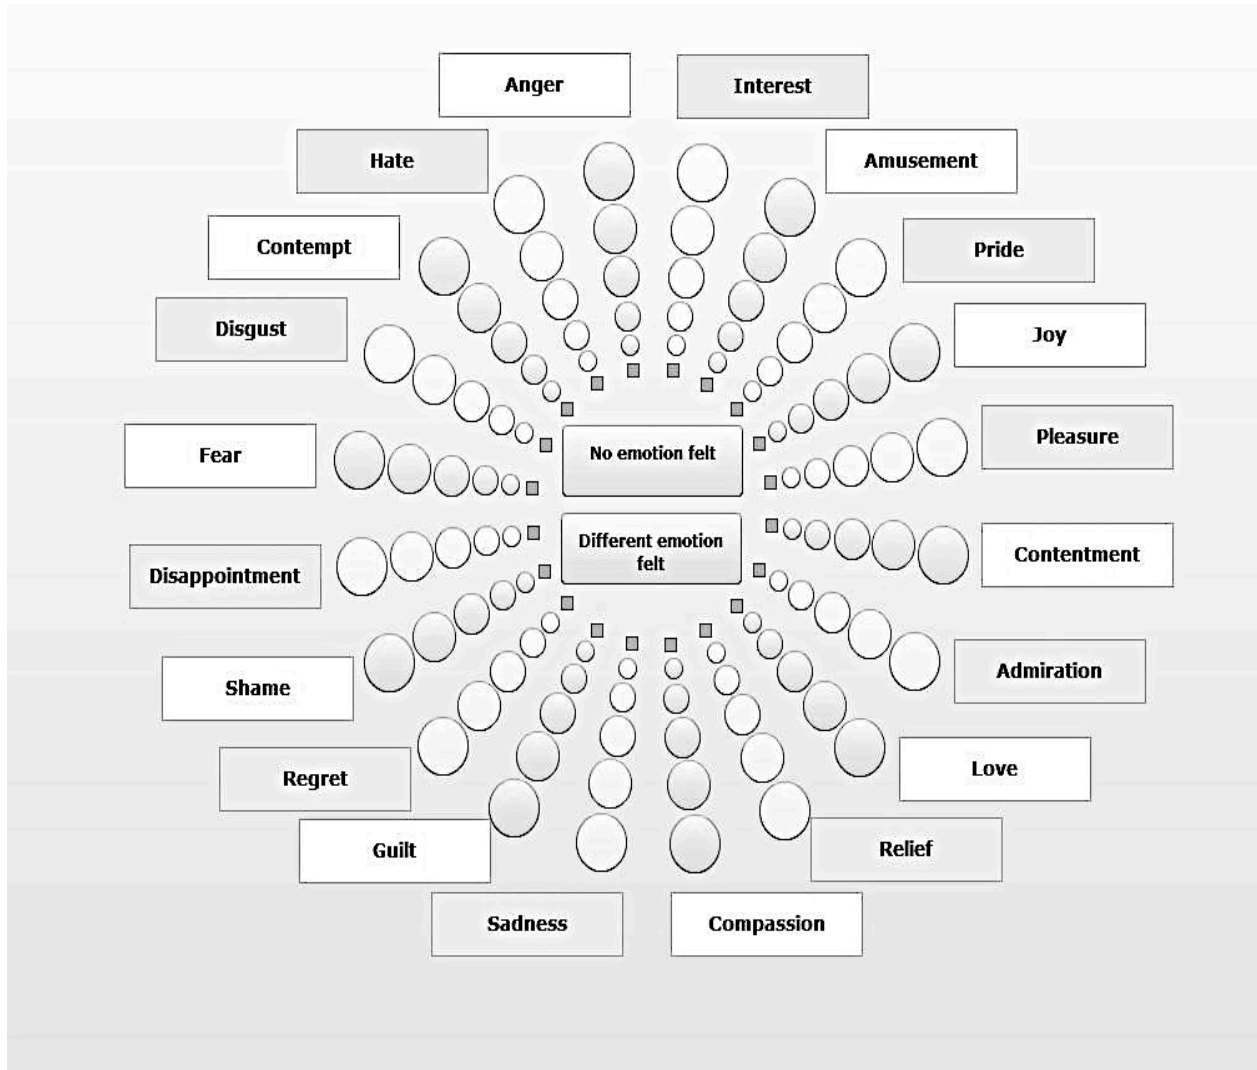 Anger
Interest
Hate
Amusement
Contempt
Pride
Disgust
Joy
Fear
Pleasure
No emotion felt
Different emotion
felt
Disappointment
Contentment
Shame
Admiration
Regret
Love
Guilt
Relief
Sadness
Compassion